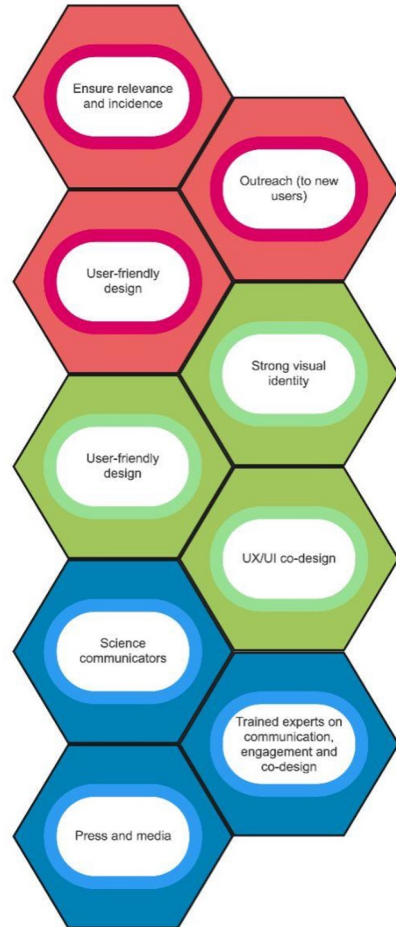 Ensure relevance
and incidence
Outreach (to new
users)
User-friendly
design
Strong visual
identity
User-friendly
design
UX/UI co-design
Science
communicators
Trained experts on
communication,
engagement and
co-design
Press and media